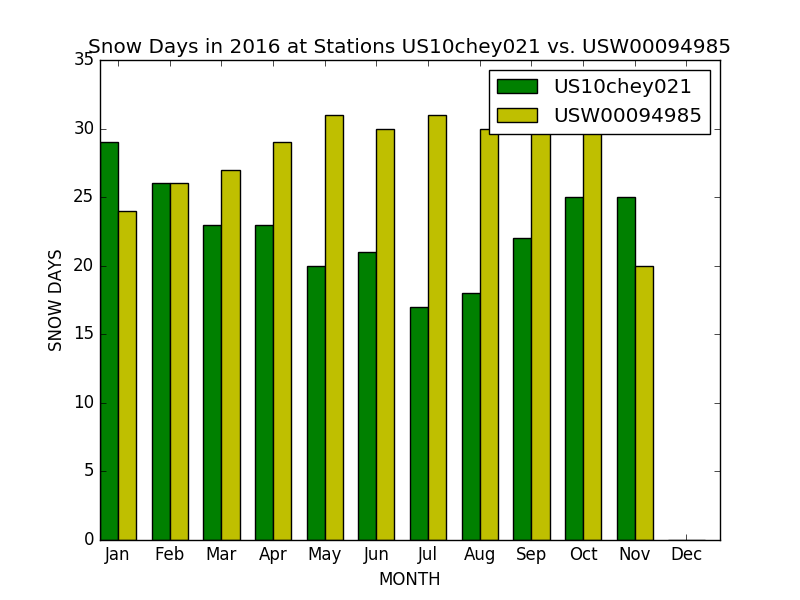 Snow Days in 2016 at Stations US10chey021 vs. USW00094985
US10chey021
USW00094985
35
30
25
20
15
10
5
0
SNOW DAYS
Jan Feb Mar Apr May Jun Jul Aug Sep Oct Nov Dec
MONTH